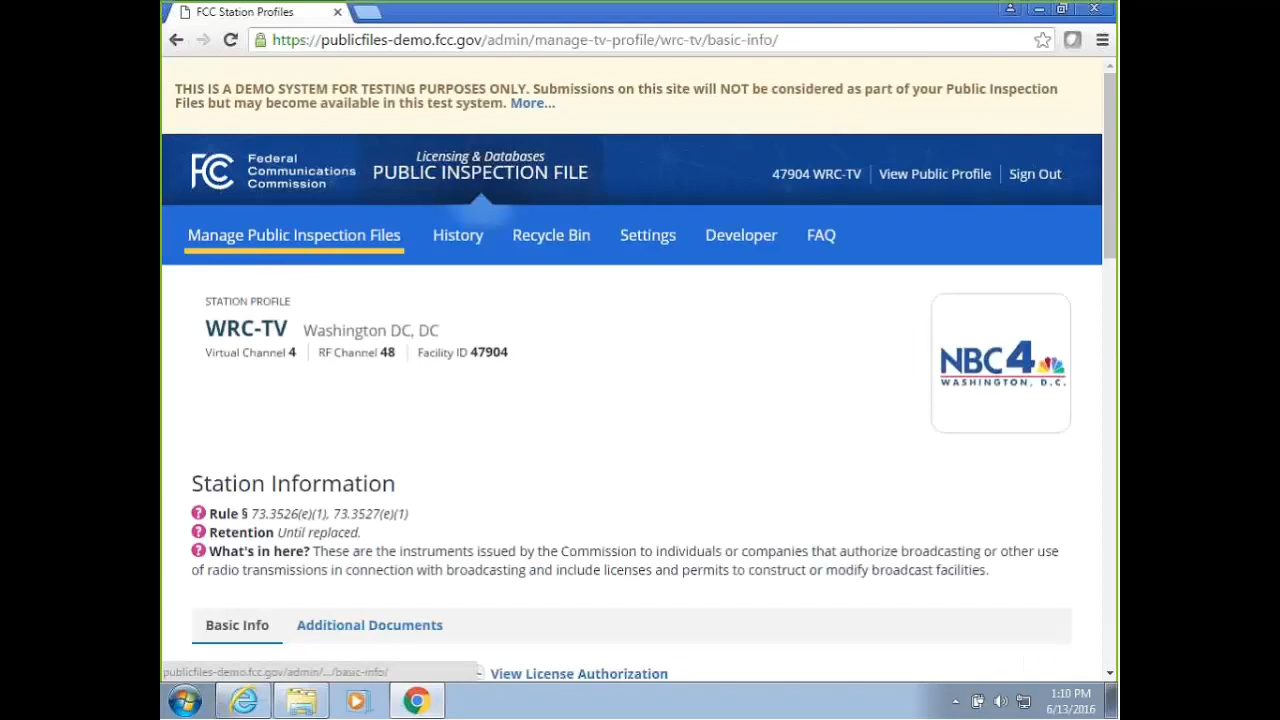 FCC Station Profiles
https://publicfiles-demo.fcc.gov/admin/manage-tv-profile/wrc-tv/basic-info/
THIS IS A DEMO SYSTEM FOR TESTING PURPOSES ONLY. Submissions on this site will NOT be considered as part of your Public Inspection
Files but may become available in this test system. More...
FCC Federal Communications Commission
Licensing & Databases
PUBLIC INSPECTION FILE
47904 WRC-TV View Public Profile Sign Out
Manage Public Inspection Files History Recycle Bin Settings Developer FAQ
STATION PROFILE
WRC-TV Washington DC, DC
Virtual Channel 4 RF Channel 48 Facility ID 47904
NBC 4
WASHINGTON, D.C.
Station Information
? Rule § 73.3526(e)(1), 73.3527(e)(1)
? Retention Until replaced.
? What's in here? These are the instruments issued by the Commission to individuals or companies that authorize broadcasting or other use
of radio transmissions in connection with broadcasting and include licenses and permits to construct or modify broadcast facilities.
Basic Info Additional Documents
View License Authorization
publicfiles-demo.fcc.gov/admin/.../basic-info/
1:10 PM
6/13/2016